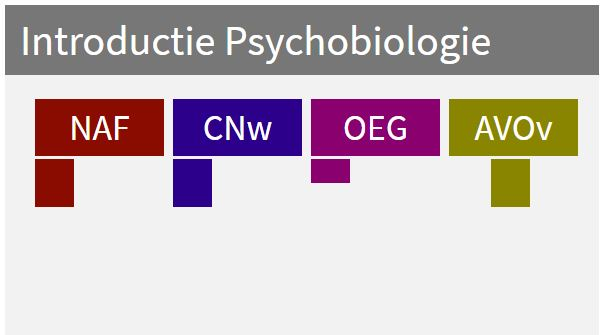 Introductie Psychobiologie
NAF CNw OEG AVOv